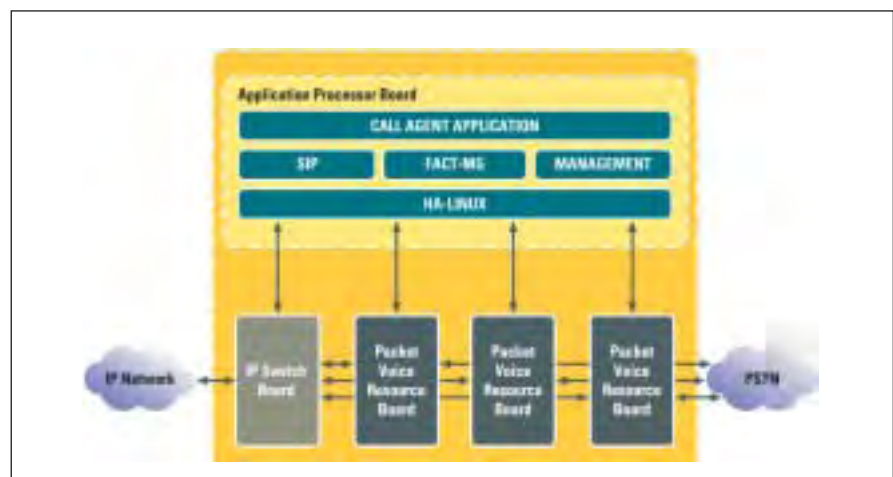 Application Processor Board
CALL AGENT APPLICATION
SIP
FACT-MG
MANAGEMENT
HA-LINUX
IP Network
IP Switch
Board
Packet
Voice
Resource
Board
Packet
Voice
Resource
Board
Packet
Voice
Resource
Board
PSTN